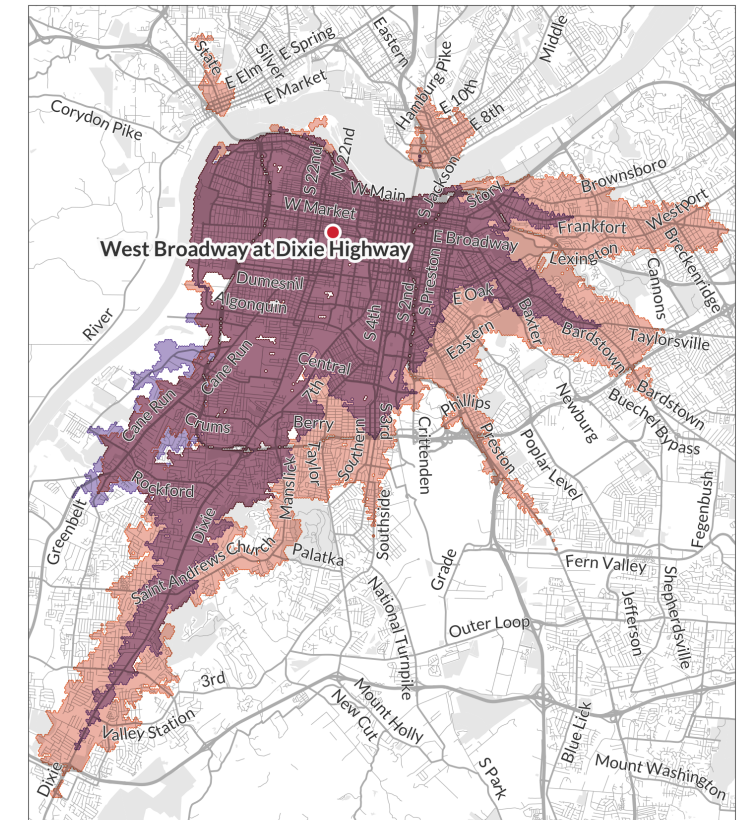 State
Silver
E Spring
Eastern
Middle
E Elm
E Market
Hamburg Pike
E 10th
E 8th
Corydon Pike
S 22nd
N 22nd
W Main
S Jackson
Story
Brownsboro
W Market
Frankfort
Westport
E Broadway
West Broadway at Dixie Highway
Lexington
Breckenridge
Cannons
Dumesnil
Algonquin
S 4th
S 2nd
S Preston
E Oak
River
Eastern
Baxter
Bardstown
Taylorsville
Cane Run
Central
7th
Bardstown
Cane Run
Phillips
Newburg
Buechel Bypass
Crums
Berry
S 3rd
Crittenden
Preston
Poplar Level
Taylor
Southern
Manslick
Rockford
Greenbelt
Dixie
Southside
Fegenbush
Saint Andrews Church
Palatka
Grade
Fern Valley
Jefferson
Shepherdsville
National Turnpike
Outer Loop
3rd
Mount Holly
New Cut
Valley Station
Blue Lick
Dixie
S Park
Mount Washington